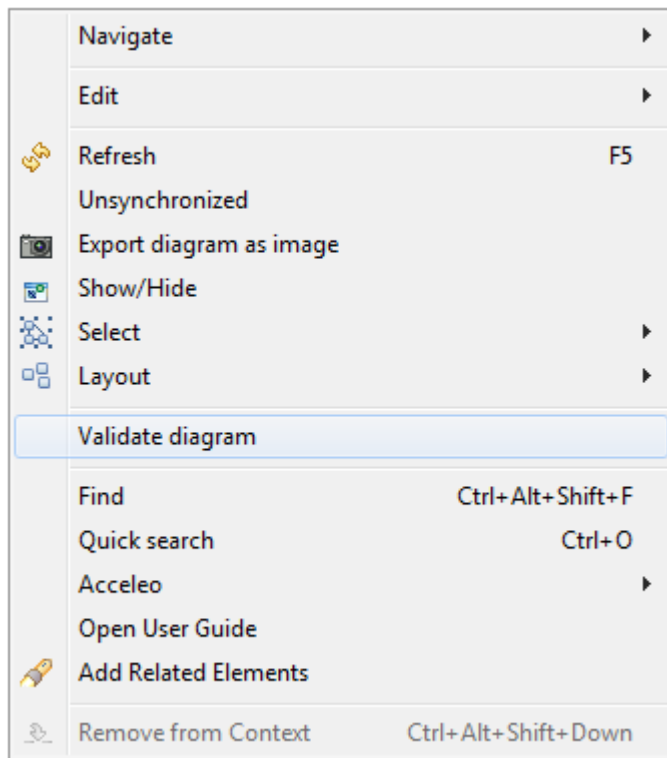 Navigate
Edit
Refresh F5
Unsynchronized
Export diagram as image
Show/Hide
Select
Layout
Validate diagram
Find Ctrl+Alt+Shift+F
Quick search Ctrl+O
Acceleo
Open User Guide
Add Related Elements
Remove from Context Ctrl+Alt+Shift+Down